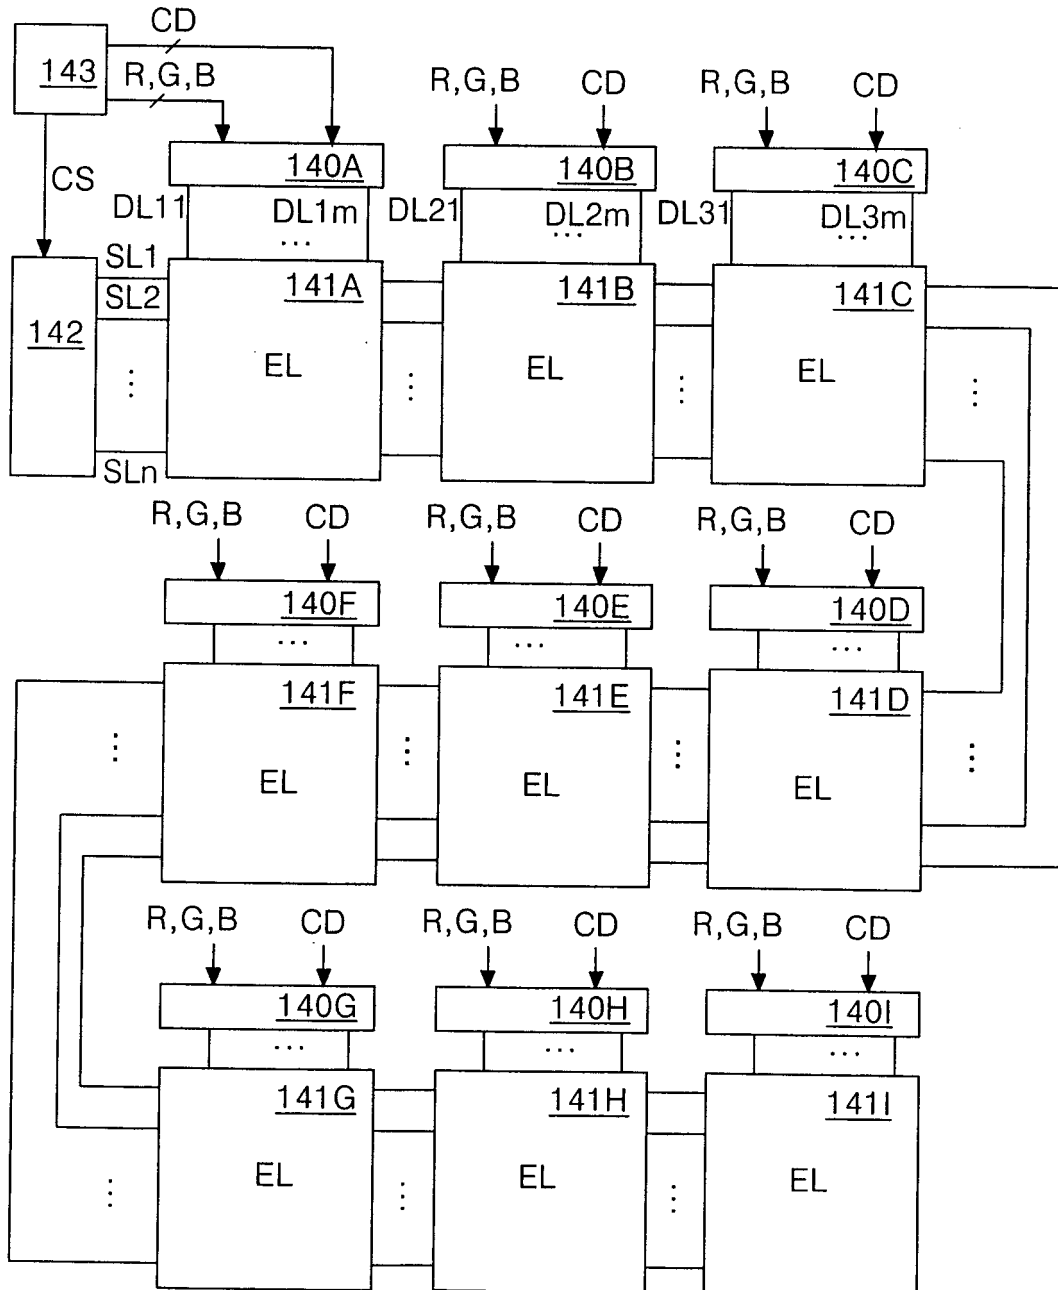 CD
143
R,G,B
R,G,B CD
R,G,B CD
140A
140B
140C
CS
DL11 DL1m
DL21 DL2m
DL31 DL3m
... ... ...
SL1
SL2
142
SLn
141A
141B
141C
EL
EL
EL
R,G,B CD
R,G,B CD
R,G,B CD
140F
140E
140D
... ... ...
141F
141E
141D
EL
EL
EL
R,G,B CD
R,G,B CD
R,G,B CD
140G
140H
140I
... ... ...
141G
141H
141I
EL
EL
EL